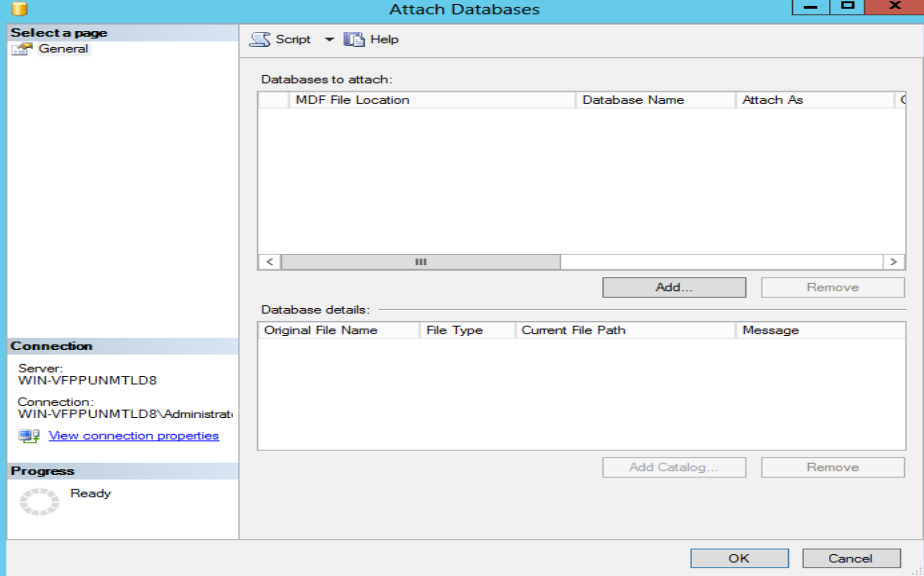 Attach Databases
Select a page
General
Script
Help
Databases to attach:
MDF File Location
Database Name
Attach As
Add...
Remove
Database details:
Original File Name
File Type
Current File Path
Message
Add Catalog...
Remove
Connection
Server:
WIN-VFPPUNMTLD8
Connection:
WIN-VFPPUNMTLD8\Administrat
View connection properties
Progress
Ready
OK
Cancel